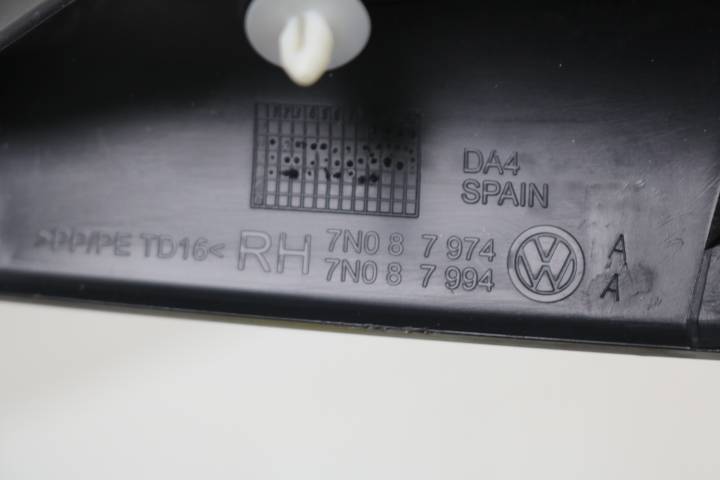 DA4
SPAIN
>PP/PE TD16< RH 7N0 8 7 974 A
7N0 8 7 994 A